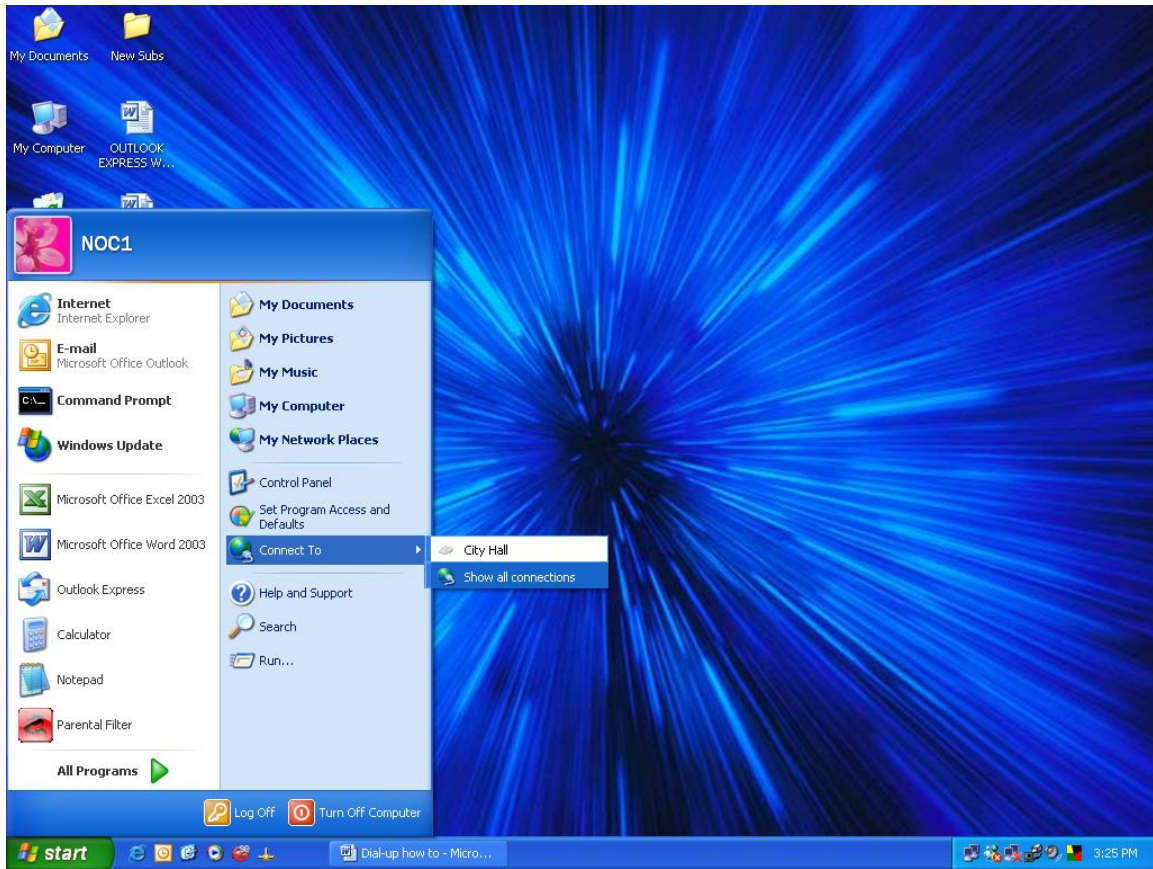 My Documents
New Subs
My Computer
OUTLOOK
EXPRESS W...
NOC1
Internet
Internet Explorer
E-mail
Microsoft Office Outlook
C:\_
Command Prompt
Windows Update
Microsoft Office Excel 2003
Microsoft Office Word 2003
Outlook Express
Calculator
Notepad
Parental Filter
All Programs
My Documents
My Pictures
My Music
My Computer
My Network Places
Control Panel
Set Program Access and
Defaults
Connect To
City Hall
Show all connections
Help and Support
Search
Run...
Log Off
Turn Off Computer
start
Dial-up how to - Micro...
3:25 PM